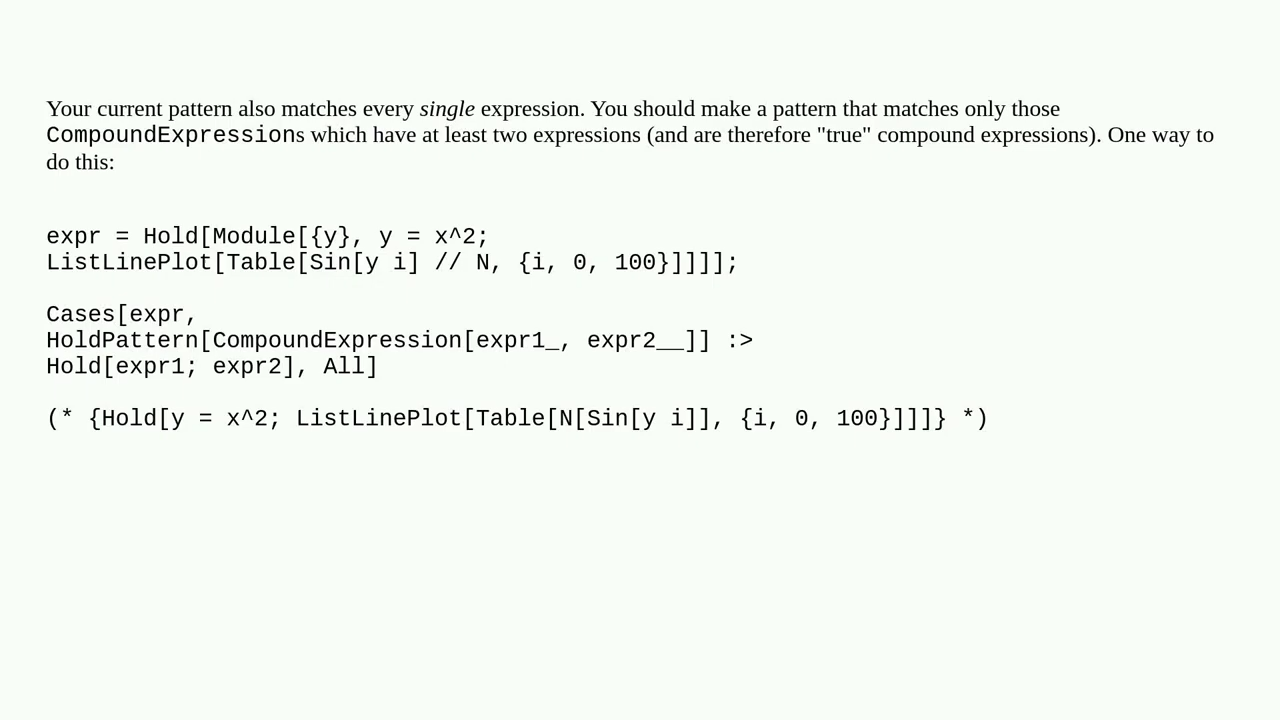 Your current pattern also matches every single expression. You should make a pattern that matches only those
CompoundExpressions which have at least two expressions (and are therefore "true" compound expressions). One way to
do this:
expr = Hold[Module[{y}, y = x^2;
ListLinePlot[Table[Sin[y i] // N, {i, 0, 100}]]]];
Cases[expr,
HoldPattern[CompoundExpression[expr1_, expr2__]] :>
Hold[expr1; expr2], All]
(* {Hold[y = x^2; ListLinePlot[Table[N[Sin[y i]], {i, 0, 100}]]]} *)